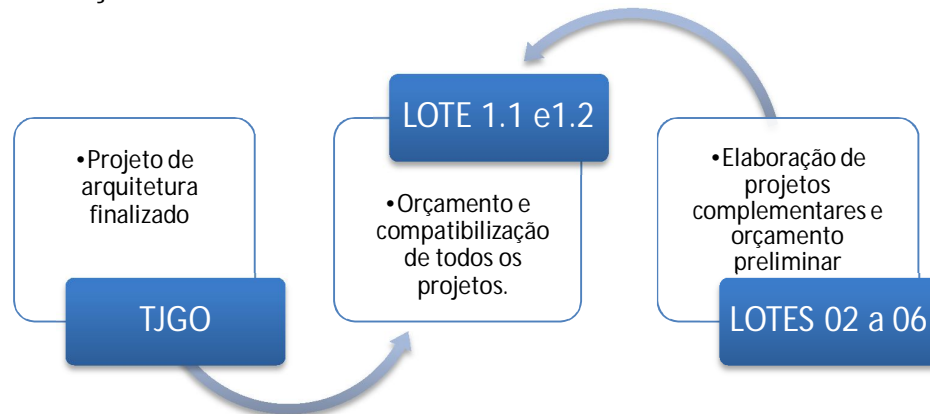 •Projeto de
arquitetura
finalizado
TJGO
LOTE 1.1 e1.2
•Orçamento e
compatibilização
de todos os
projetos.
•Elaboração de
projetos
complementares e
orçamento
preliminar
LOTES 02 a 06